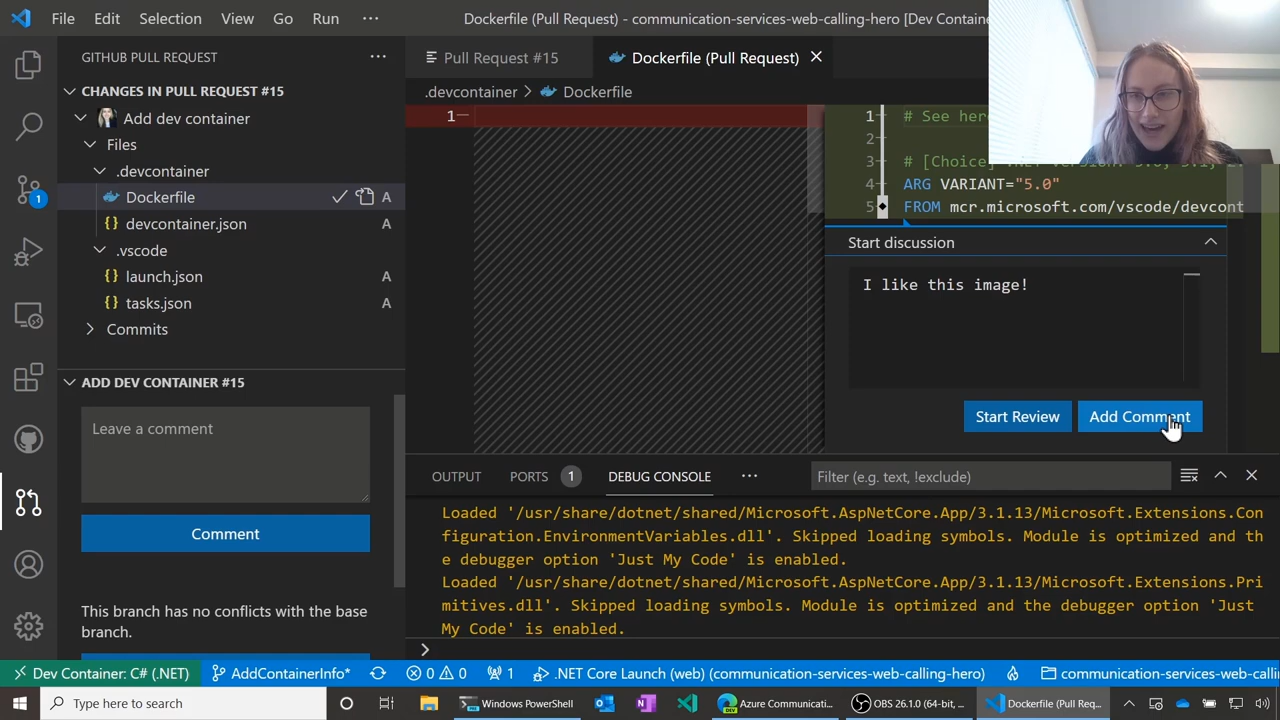 File Edit Selection View Go Run ···
Dockerfile (Pull Request) - communication-services-web-calling-hero [Dev Containe
GITHUB PULL REQUEST ···
CHANGES IN PULL REQUEST #15
Add dev container
Files
.devcontainer
Dockerfile A
devcontainer.json A
.vscode
launch.json A
tasks.json A
Commits
1
ADD DEV CONTAINER #15
Leave a comment
Comment
This branch has no conflicts with the base
branch.
Pull Request #15
Dockerfile (Pull Request)
.devcontainer > Dockerfile
1
1 # See her
2
3 # [Choice]
4 ARG VARIANT="5.0"
5 FROM mcr.microsoft.com/vscode/devcont
Start discussion
I like this image!
Start Review Add Comment
OUTPUT PORTS 1 DEBUG CONSOLE ··· Filter (e.g. text, !exclude)
Loaded '/usr/share/dotnet/shared/Microsoft.AspNetCore.App/3.1.13/Microsoft.Extensions.Con
figuration.EnvironmentVariables.dll'. Skipped loading symbols. Module is optimized and th
e debugger option 'Just My Code' is enabled.
Loaded '/usr/share/dotnet/shared/Microsoft.AspNetCore.App/3.1.13/Microsoft.Extensions.Pri
mitives.dll'. Skipped loading symbols. Module is optimized and the debugger option 'Just
My Code' is enabled.
Dev Container: C# (.NET) AddContainerInfo* 0 0 1 .NET Core Launch (web) (communication-services-web-calling-hero) communication-services-web-calli
Type here to search Windows PowerShell Azure Communicati... OBS 26.1.0 (64-bit, ... Dockerfile (Pull Req...